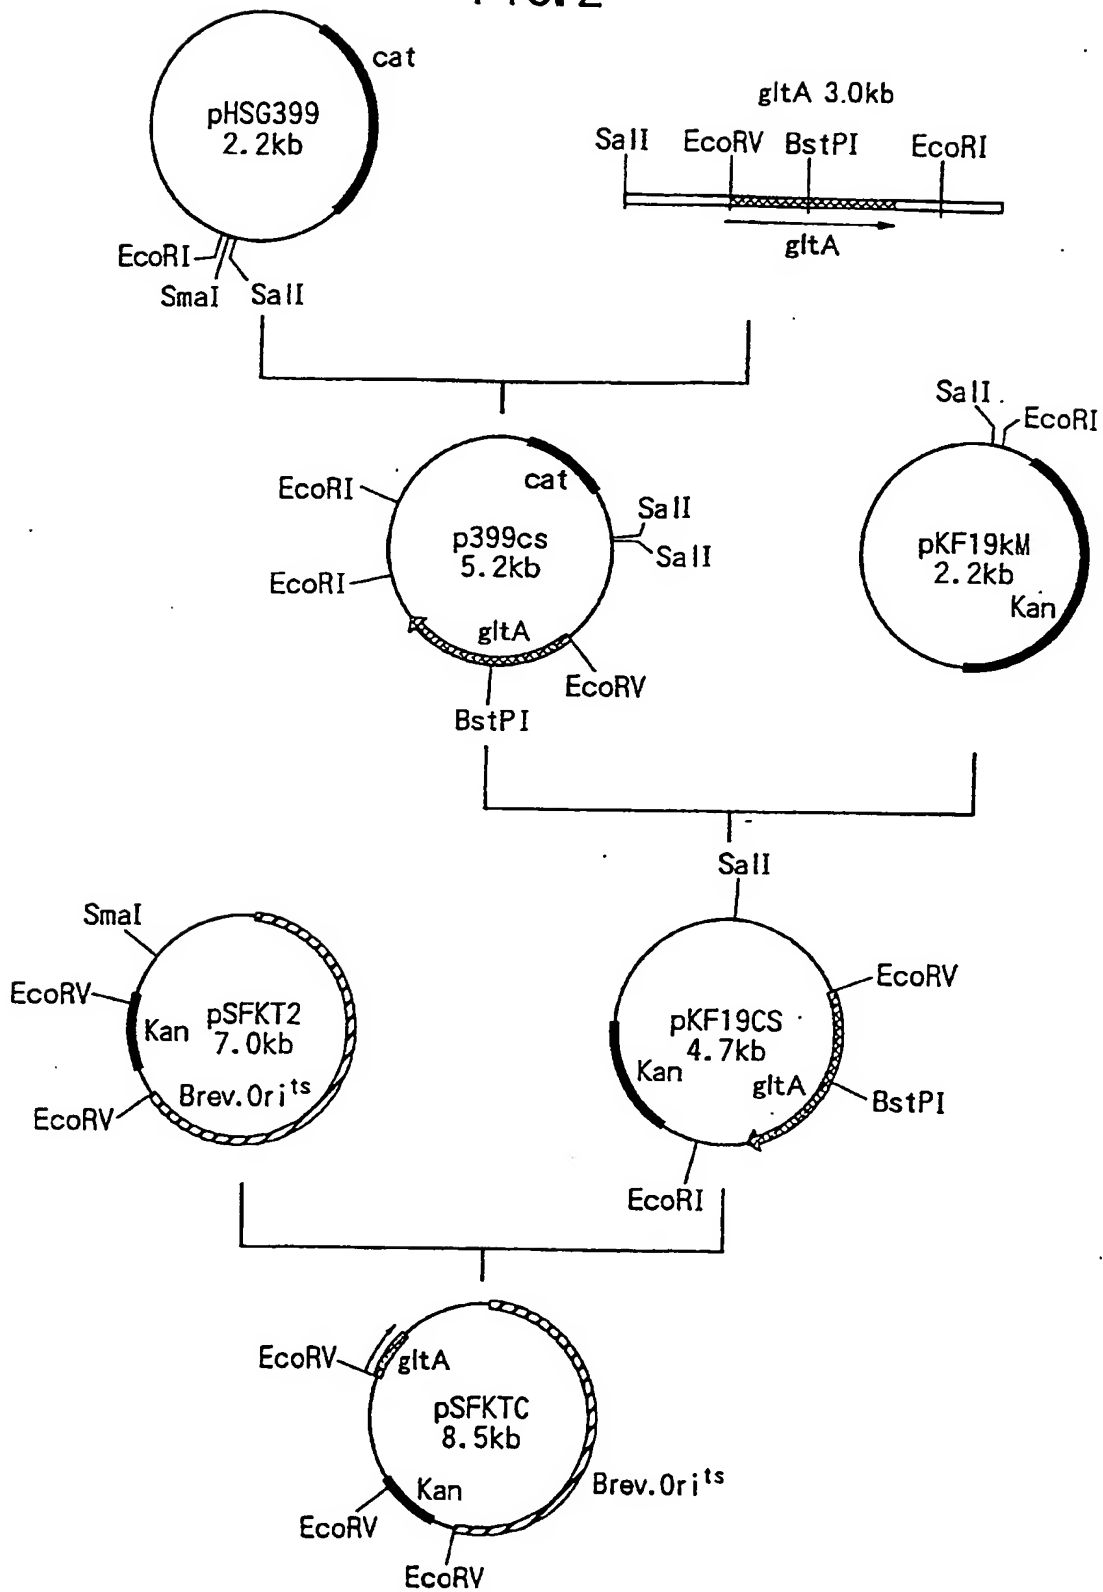 FIG.2
cat
pHSG399
2.2kb
EcoRI
SmaI
SalI
gltA 3.0kb
SalI
EcoRV
BstPI
EcoRI
gltA
SalI
EcoRI
cat
EcoRI
SalI
p399cs
5.2kb
SalI
pKF19kM
2.2kb
EcoRI
Kan
gltA
EcoRV
BstPI
SalI
SmaI
EcoRV
EcoRV
pSFKT2
7.0kb
Kan
pKF19CS
4.7kb
Kan
gltA
Brev.Ori^ts
BstPI
EcoRV
EcoRI
EcoRV
gltA
pSFKTC
8.5kb
Brev.Ori^ts
Kan
EcoRV
EcoRV